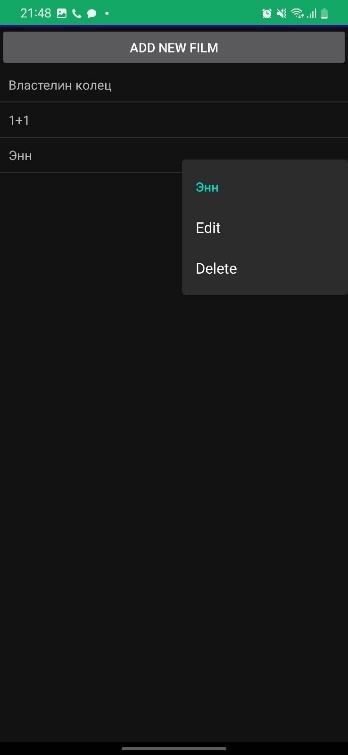 21:48
ADD NEW FILM
Властелин колец
1+1
Энн
Энн
Edit
Delete